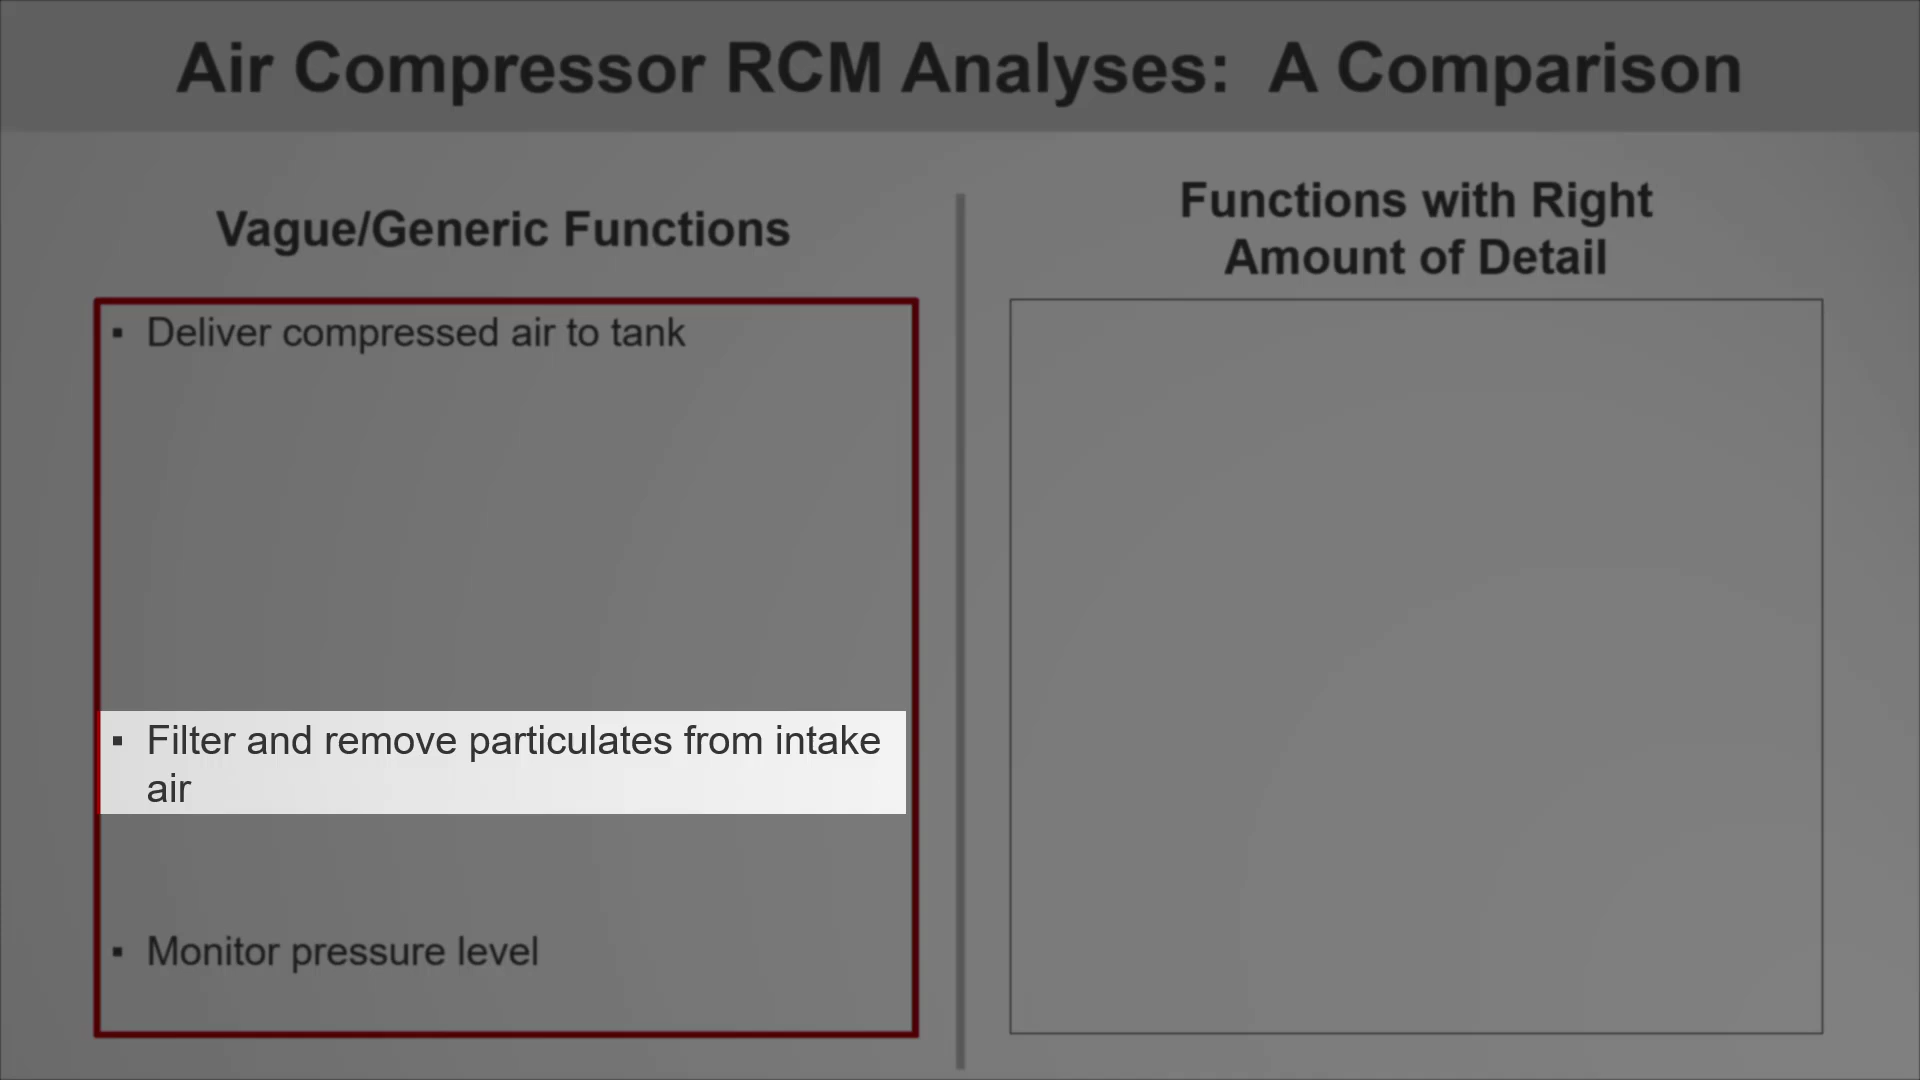 Air Compressor RCM Analyses:  A Comparison
Vague/Generic Functions
▪ Deliver compressed air to tank
▪ Filter and remove particulates from intake
air
▪ Monitor pressure level
Functions with Right
Amount of Detail